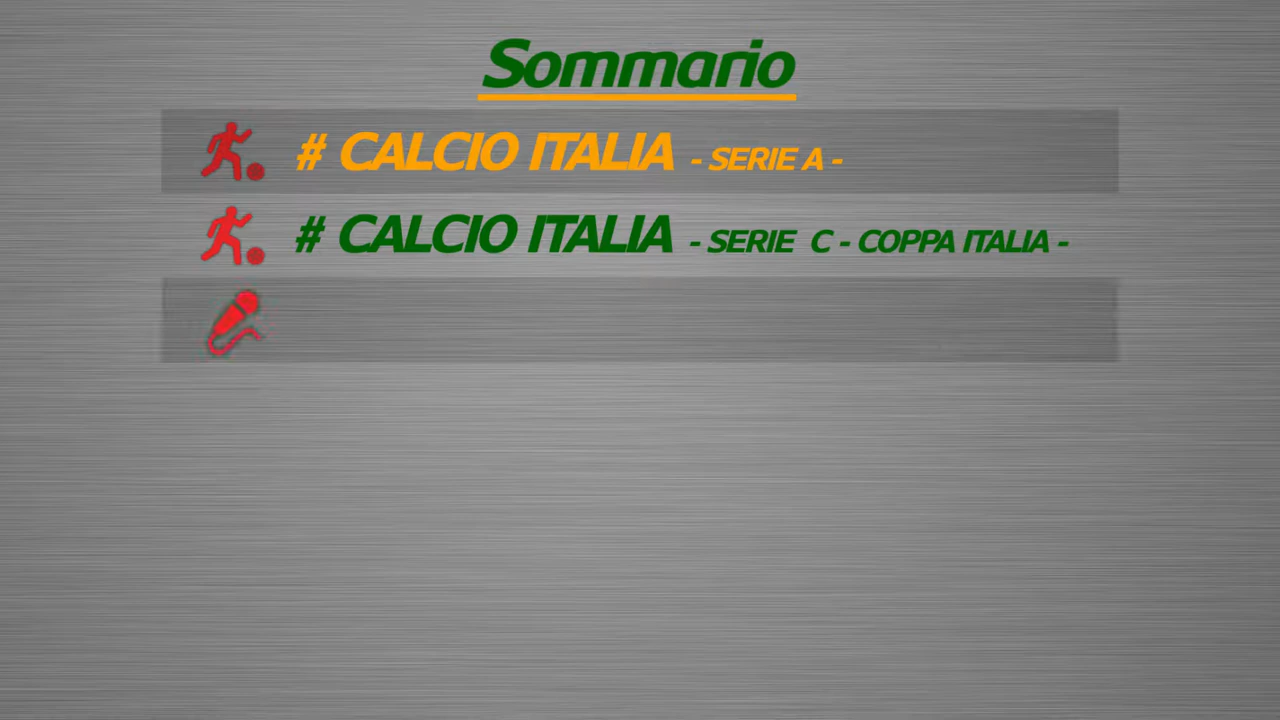 Sommario
# CALCIO ITALIA - SERIE A -
# CALCIO ITALIA - SERIE C - COPPA ITALIA -